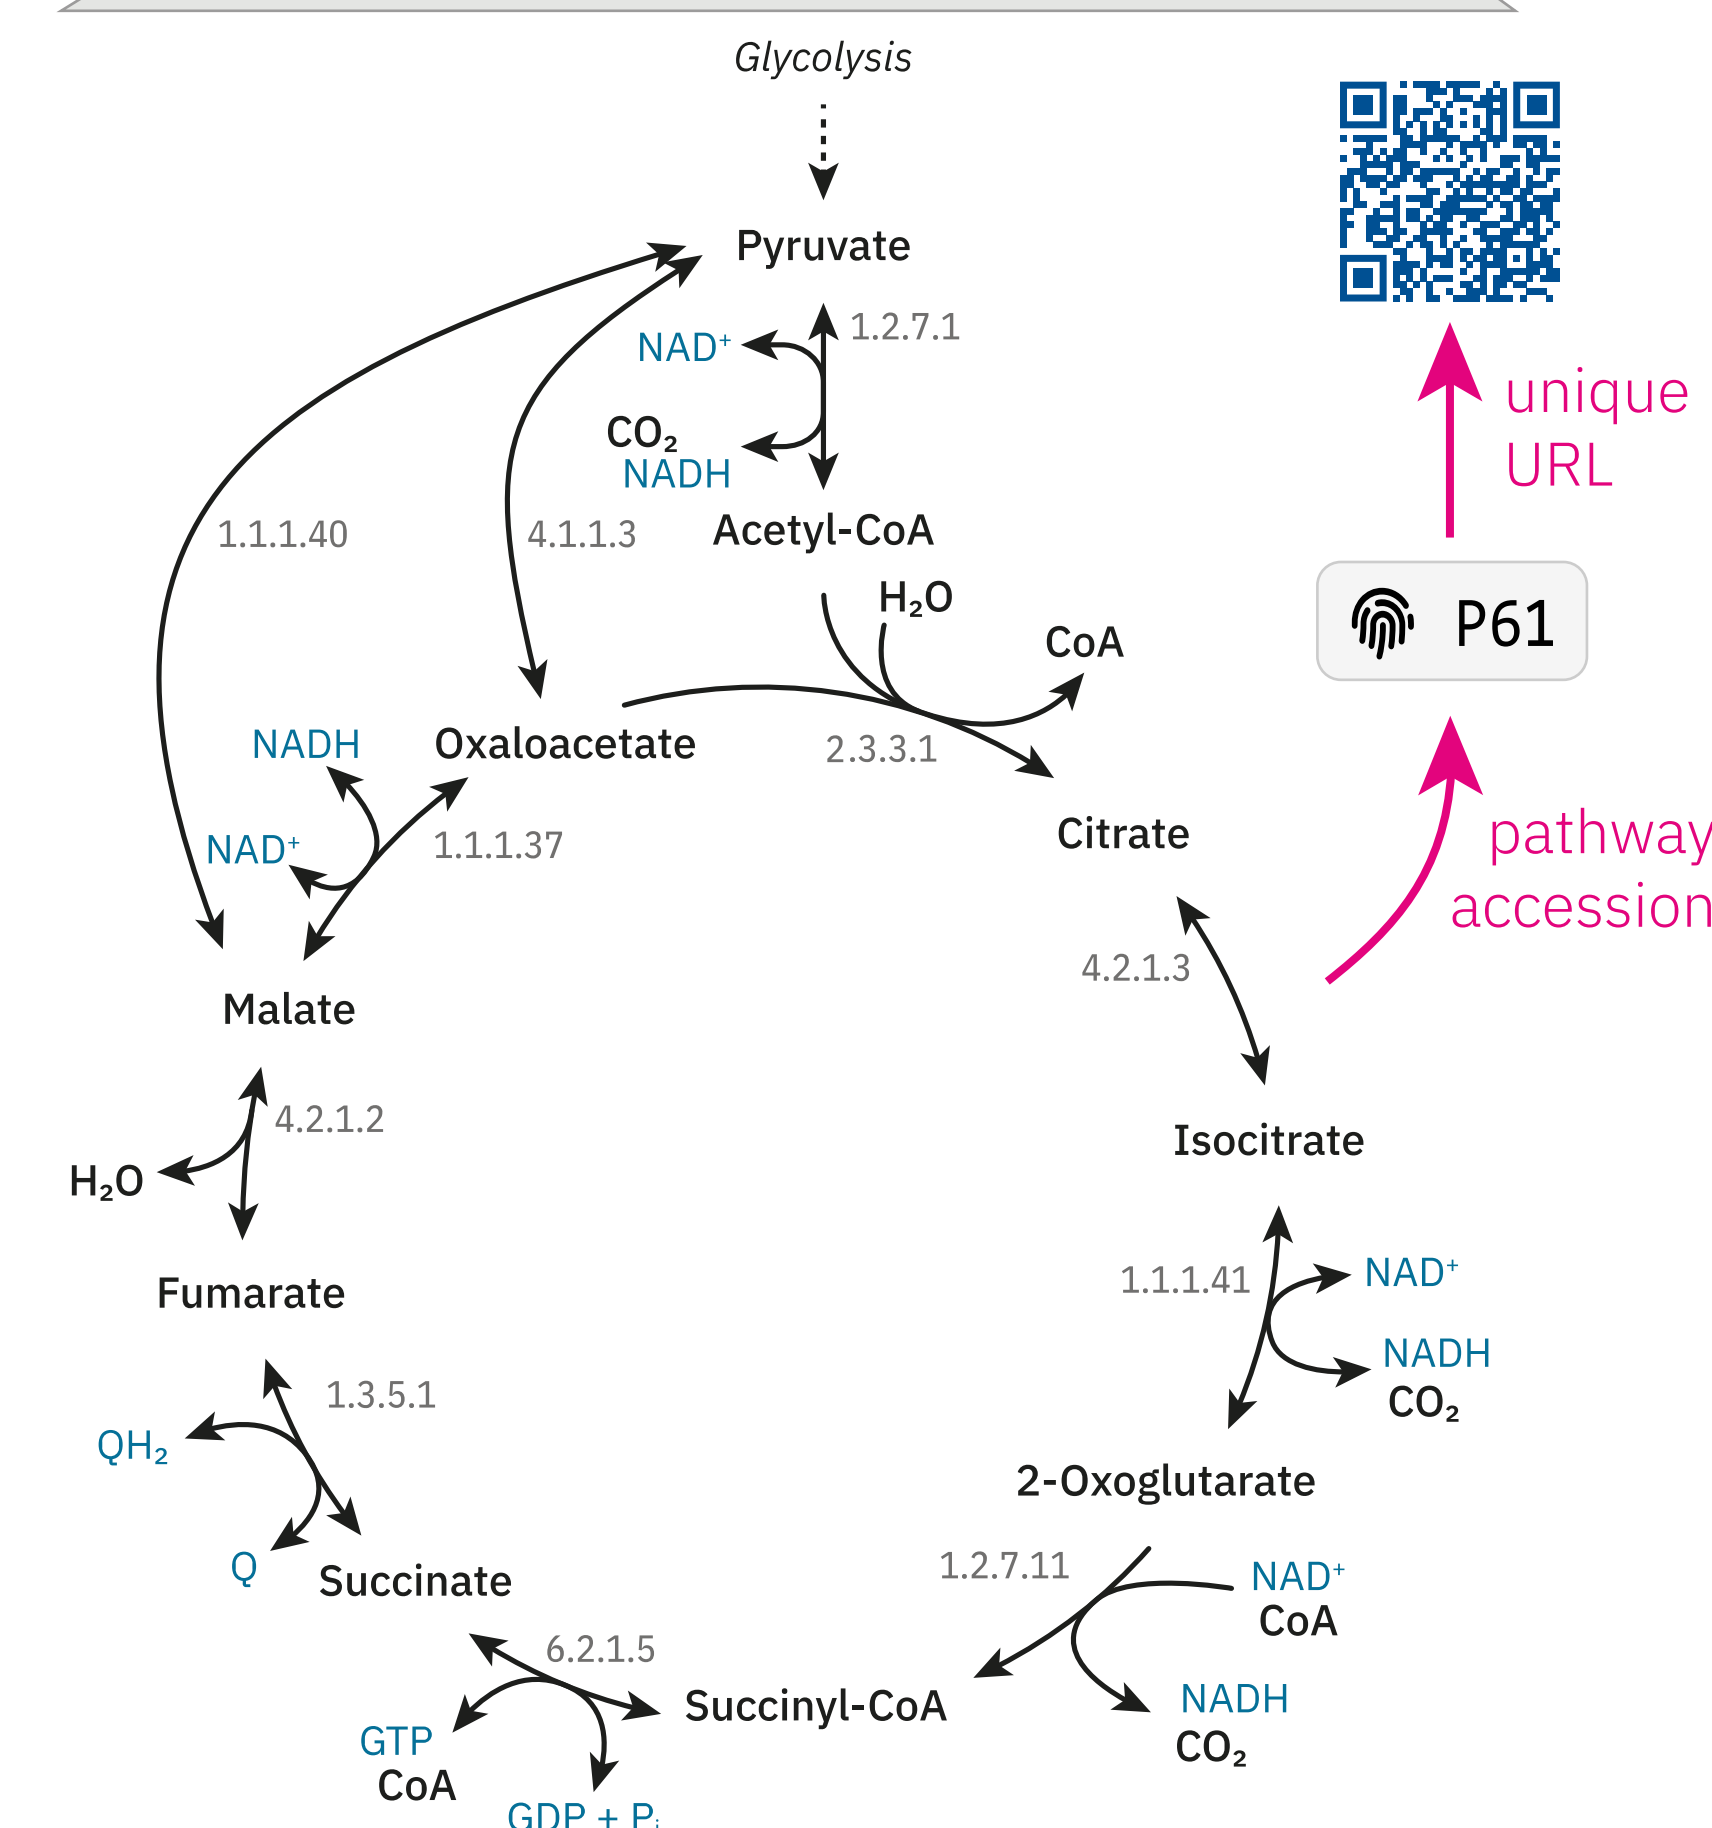 Glycolysis
Pyruvate
1.2.7.1
NAD⁺
unique
URL
CO₂
NADH
1.1.1.40
4.1.1.3
Acetyl-CoA
H₂O
CoA
P61
NADH
Oxaloacetate
2.3.3.1
NAD⁺
1.1.1.37
Citrate
pathway
accession
4.2.1.3
Malate
4.2.1.2
H₂O
Isocitrate
Fumarate
1.1.1.41
NAD⁺
NADH
CO₂
1.3.5.1
QH₂
2-Oxoglutarate
Q
Succinate
1.2.7.11
NAD⁺
CoA
6.2.1.5
Succinyl-CoA
NADH
CO₂
GTP
CoA
GDP + Pᵢ